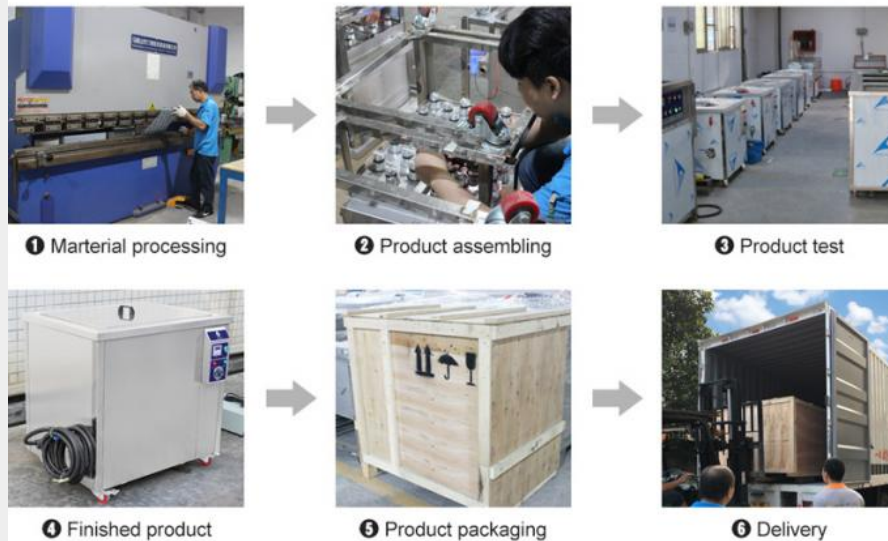 ❶ Marterial processing
❷ Product assembling
❸ Product test
❹ Finished product
❺ Product packaging
❻ Delivery